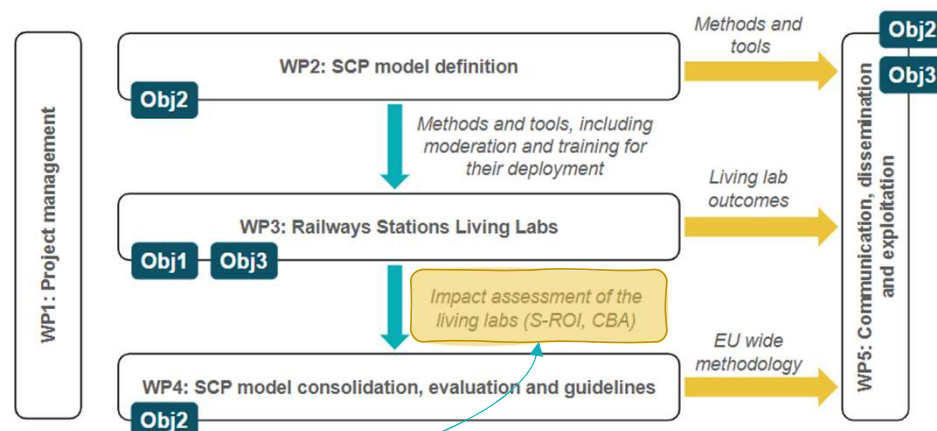 WP1: Project management
WP2: SCP model definition
Obj2
Methods and
tools
Obj2
Obj3
Methods and tools, including
moderation and training for
their deployment
WP3: Railways Stations Living Labs
Obj1
Obj3
Living lab
outcomes
WP5: Communication, dissemination
and exploitation
Impact assessment of the
living labs (S-ROI, CBA)
WP4: SCP model consolidation, evaluation and guidelines
Obj2
EU wide
methodology